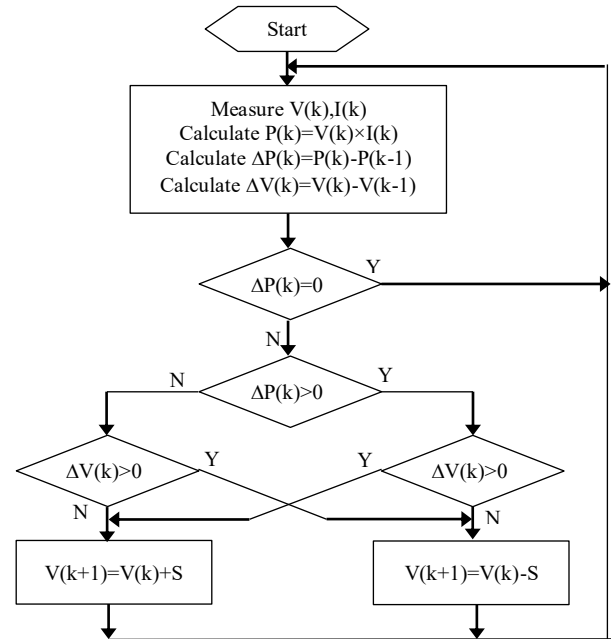 Start
Measure V(k),I(k)
Calculate P(k)=V(k)×I(k)
Calculate ΔP(k)=P(k)-P(k-1)
Calculate ΔV(k)=V(k)-V(k-1)
Y
ΔP(k)=0
N
N
ΔP(k)>0
Y
ΔV(k)>0
Y
Y
ΔV(k)>0
N
N
V(k+1)=V(k)+S
V(k+1)=V(k)-S